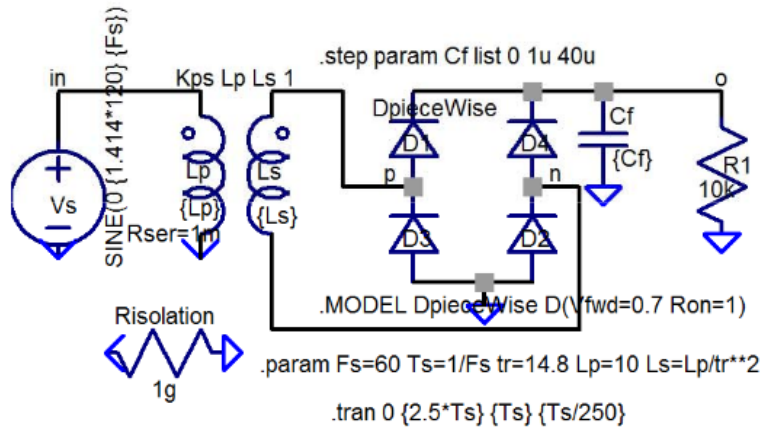 .step param Cf list 0 1u 40u
in
Kps Lp Ls 1
o
SINE(0 {1.414*120} {Fs})
DpieceWise
Cf
D1
D4
{Cf}
R1
10k
Lp
Ls
p
n
Vs
{Lp}
{Ls}
Rser=1m
D3
D2
.MODEL DpieceWise D(Vfwd=0.7 Ron=1)
Risolation
1g
.param Fs=60 Ts=1/Fs tr=14.8 Lp=10 Ls=Lp/tr**2
.tran 0 {2.5*Ts} {Ts} {Ts/250}